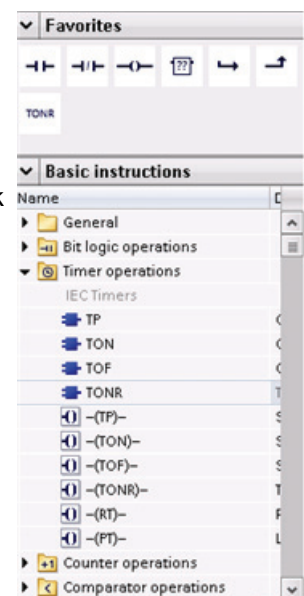 Favorites
??
TONR
Basic instructions
k
Name
General
Bit logic operations
Timer operations
IEC Timers
TP
TON
TOF
TONR
T
–(TP)–
–(TON)–
–(TOF)–
–(TONR)–
–(RT)–
–(PT)–
+1 Counter operations
Comparator operations